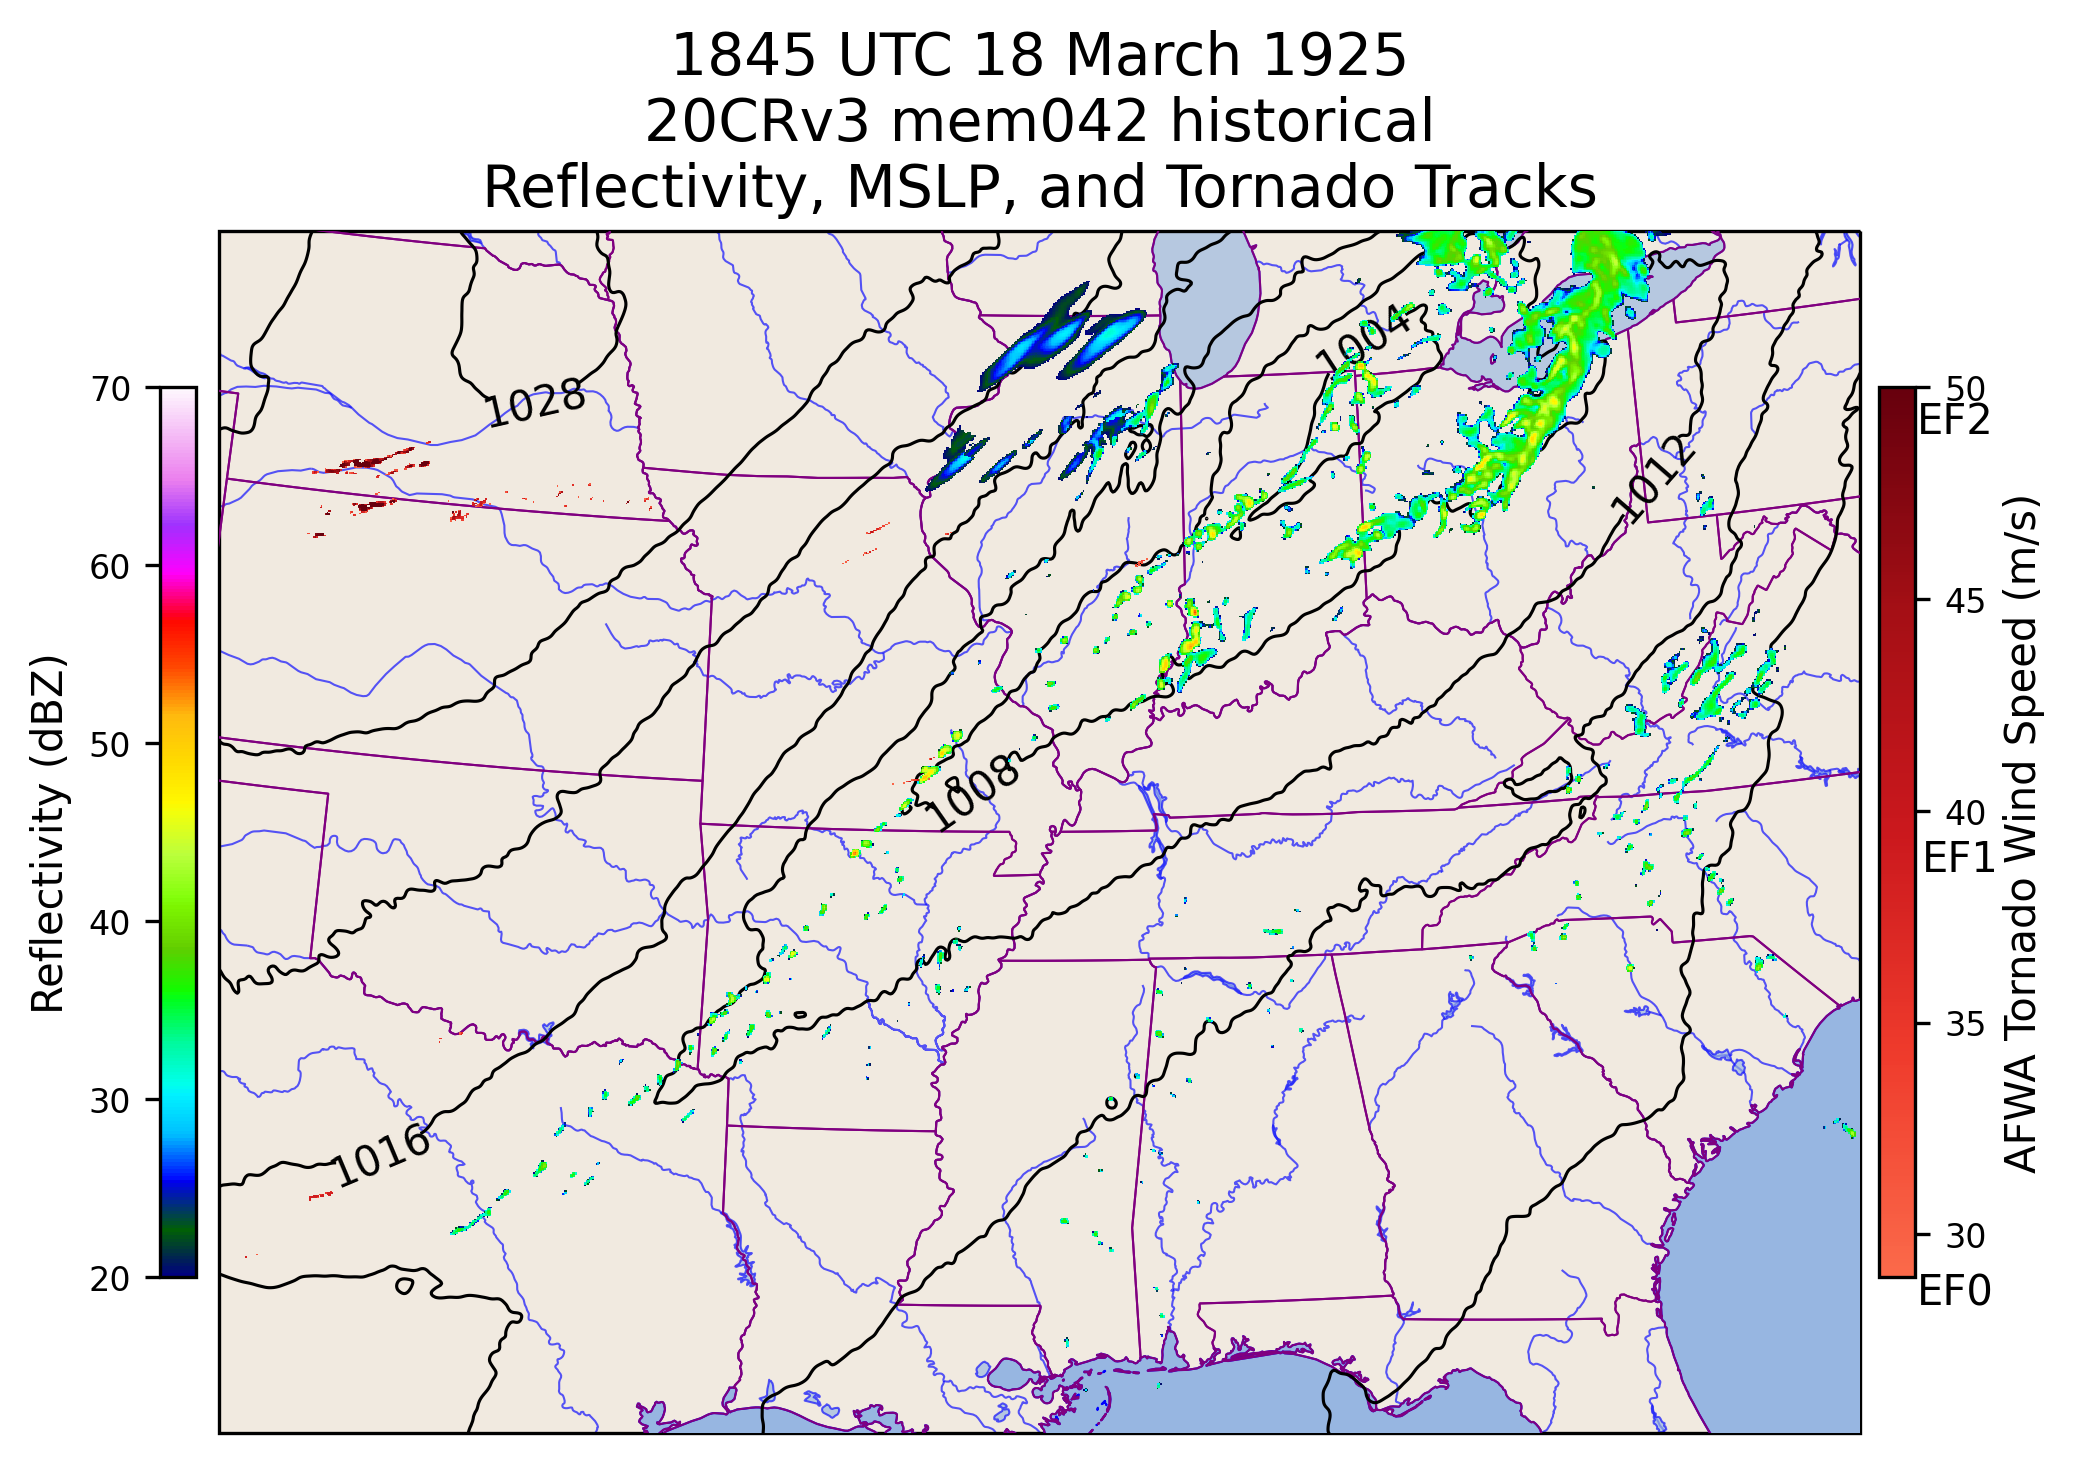 1845 UTC 18 March 1925
20CRv3 mem042 historical
Reflectivity, MSLP, and Tornado Tracks
Reflectivity (dBZ)
70
60
50
40
30
20
1028
1004
1012
1008
1016
50
EF2
45
40
EF1
35
30
EF0
AFWA Tornado Wind Speed (m/s)